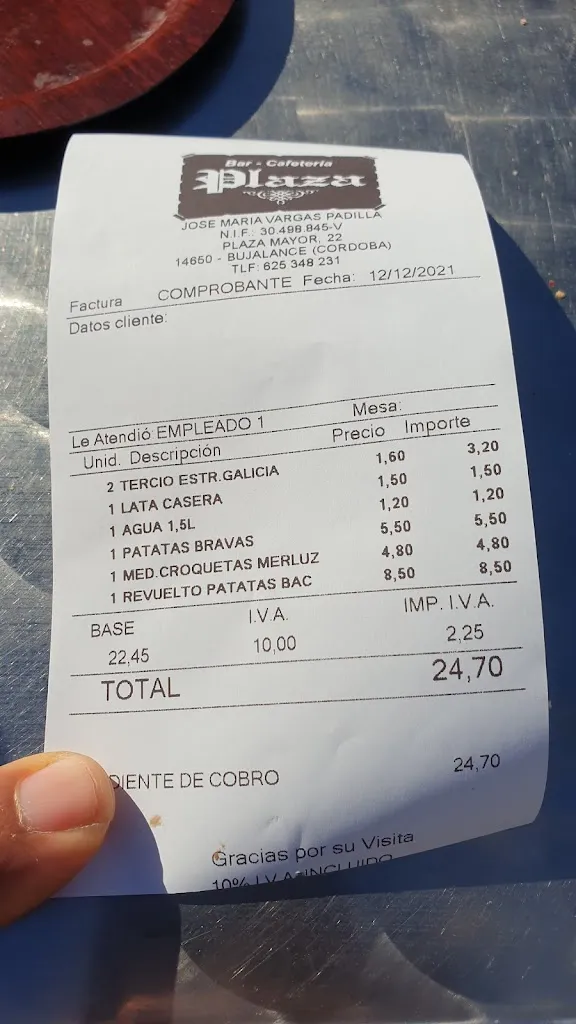 Bar - Cafetería
Plaza
JOSE MARIA VARGAS PADILLA
N.I.F.: 30.498.845-V
PLAZA MAYOR, 22
14650 - BUJALANCE (CORDOBA)
TLF: 625 348 231
Factura COMPROBANTE Fecha: 12/12/2021
Datos cliente:
Le Atendió EMPLEADO 1 Mesa:
Unid. Descripción Precio Importe
2 TERCIO ESTR.GALICIA 1,60 3,20
1 LATA CASERA 1,50 1,50
1 AGUA 1,5L 1,20 1,20
1 PATATAS BRAVAS 5,50 5,50
1 MED.CROQUETAS MERLUZ 4,80 4,80
1 REVUELTO PATATAS BAC 8,50 8,50
BASE I.V.A. IMP. I.V.A.
22,45 10,00 2,25
TOTAL 24,70
DIENTE DE COBRO 24,70
Gracias por su Visita
10% I.V.A. INCLUIDO